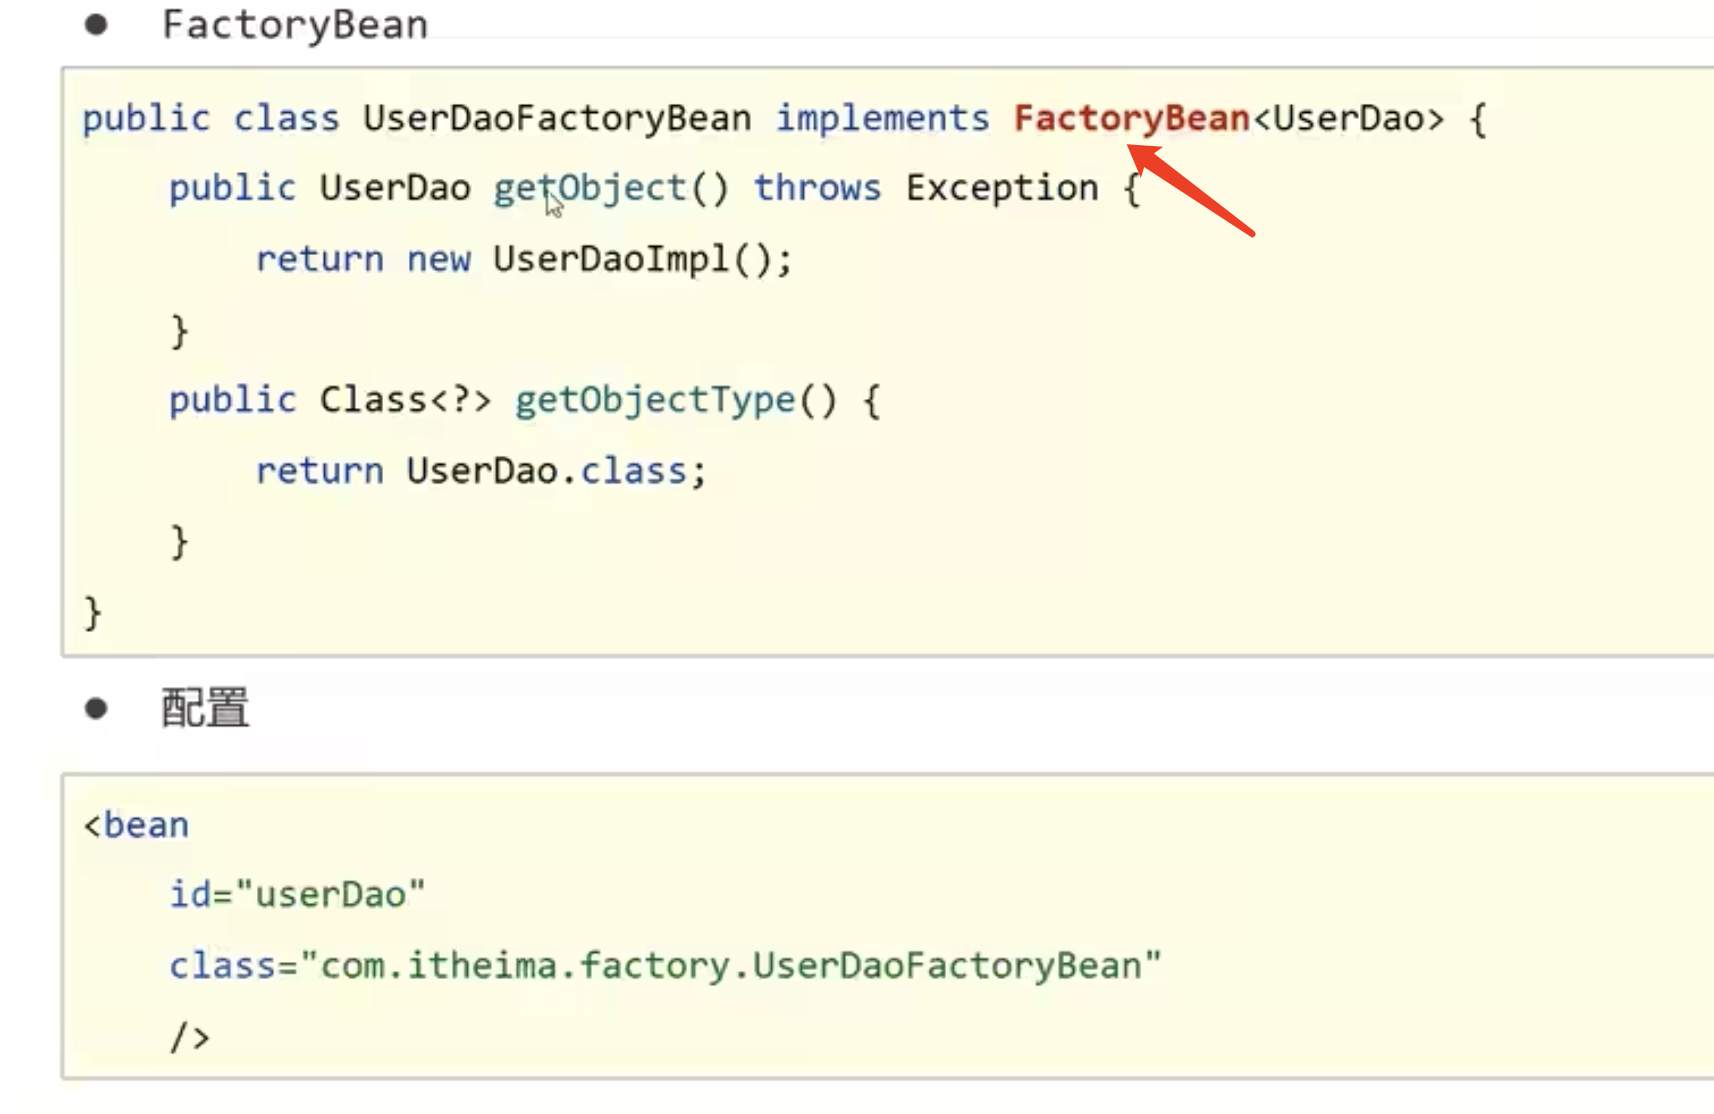 ● FactoryBean
public class UserDaoFactoryBean implements FactoryBean<UserDao> {
    public UserDao getObject() throws Exception {
        return new UserDaoImpl();
    }
    public Class<?> getObjectType() {
        return UserDao.class;
    }
}
● 配置
<bean
    id="userDao"
    class="com.itheima.factory.UserDaoFactoryBean"
    />